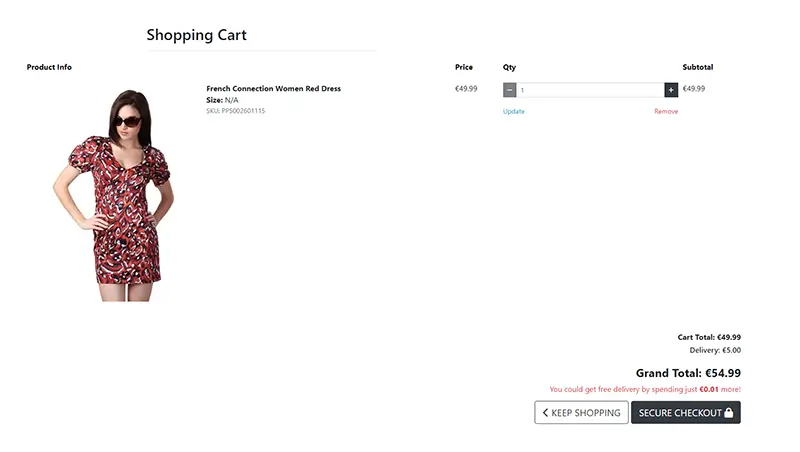 Shopping Cart
Product Info Price Qty Subtotal
French Connection Women Red Dress €49.99 − 1 + €49.99
Size: N/A
SKU: PPS002601115 Update Remove
Cart Total: €49.99
Delivery: €5.00
Grand Total: €54.99
You could get free delivery by spending just €0.01 more!
KEEP SHOPPING SECURE CHECKOUT